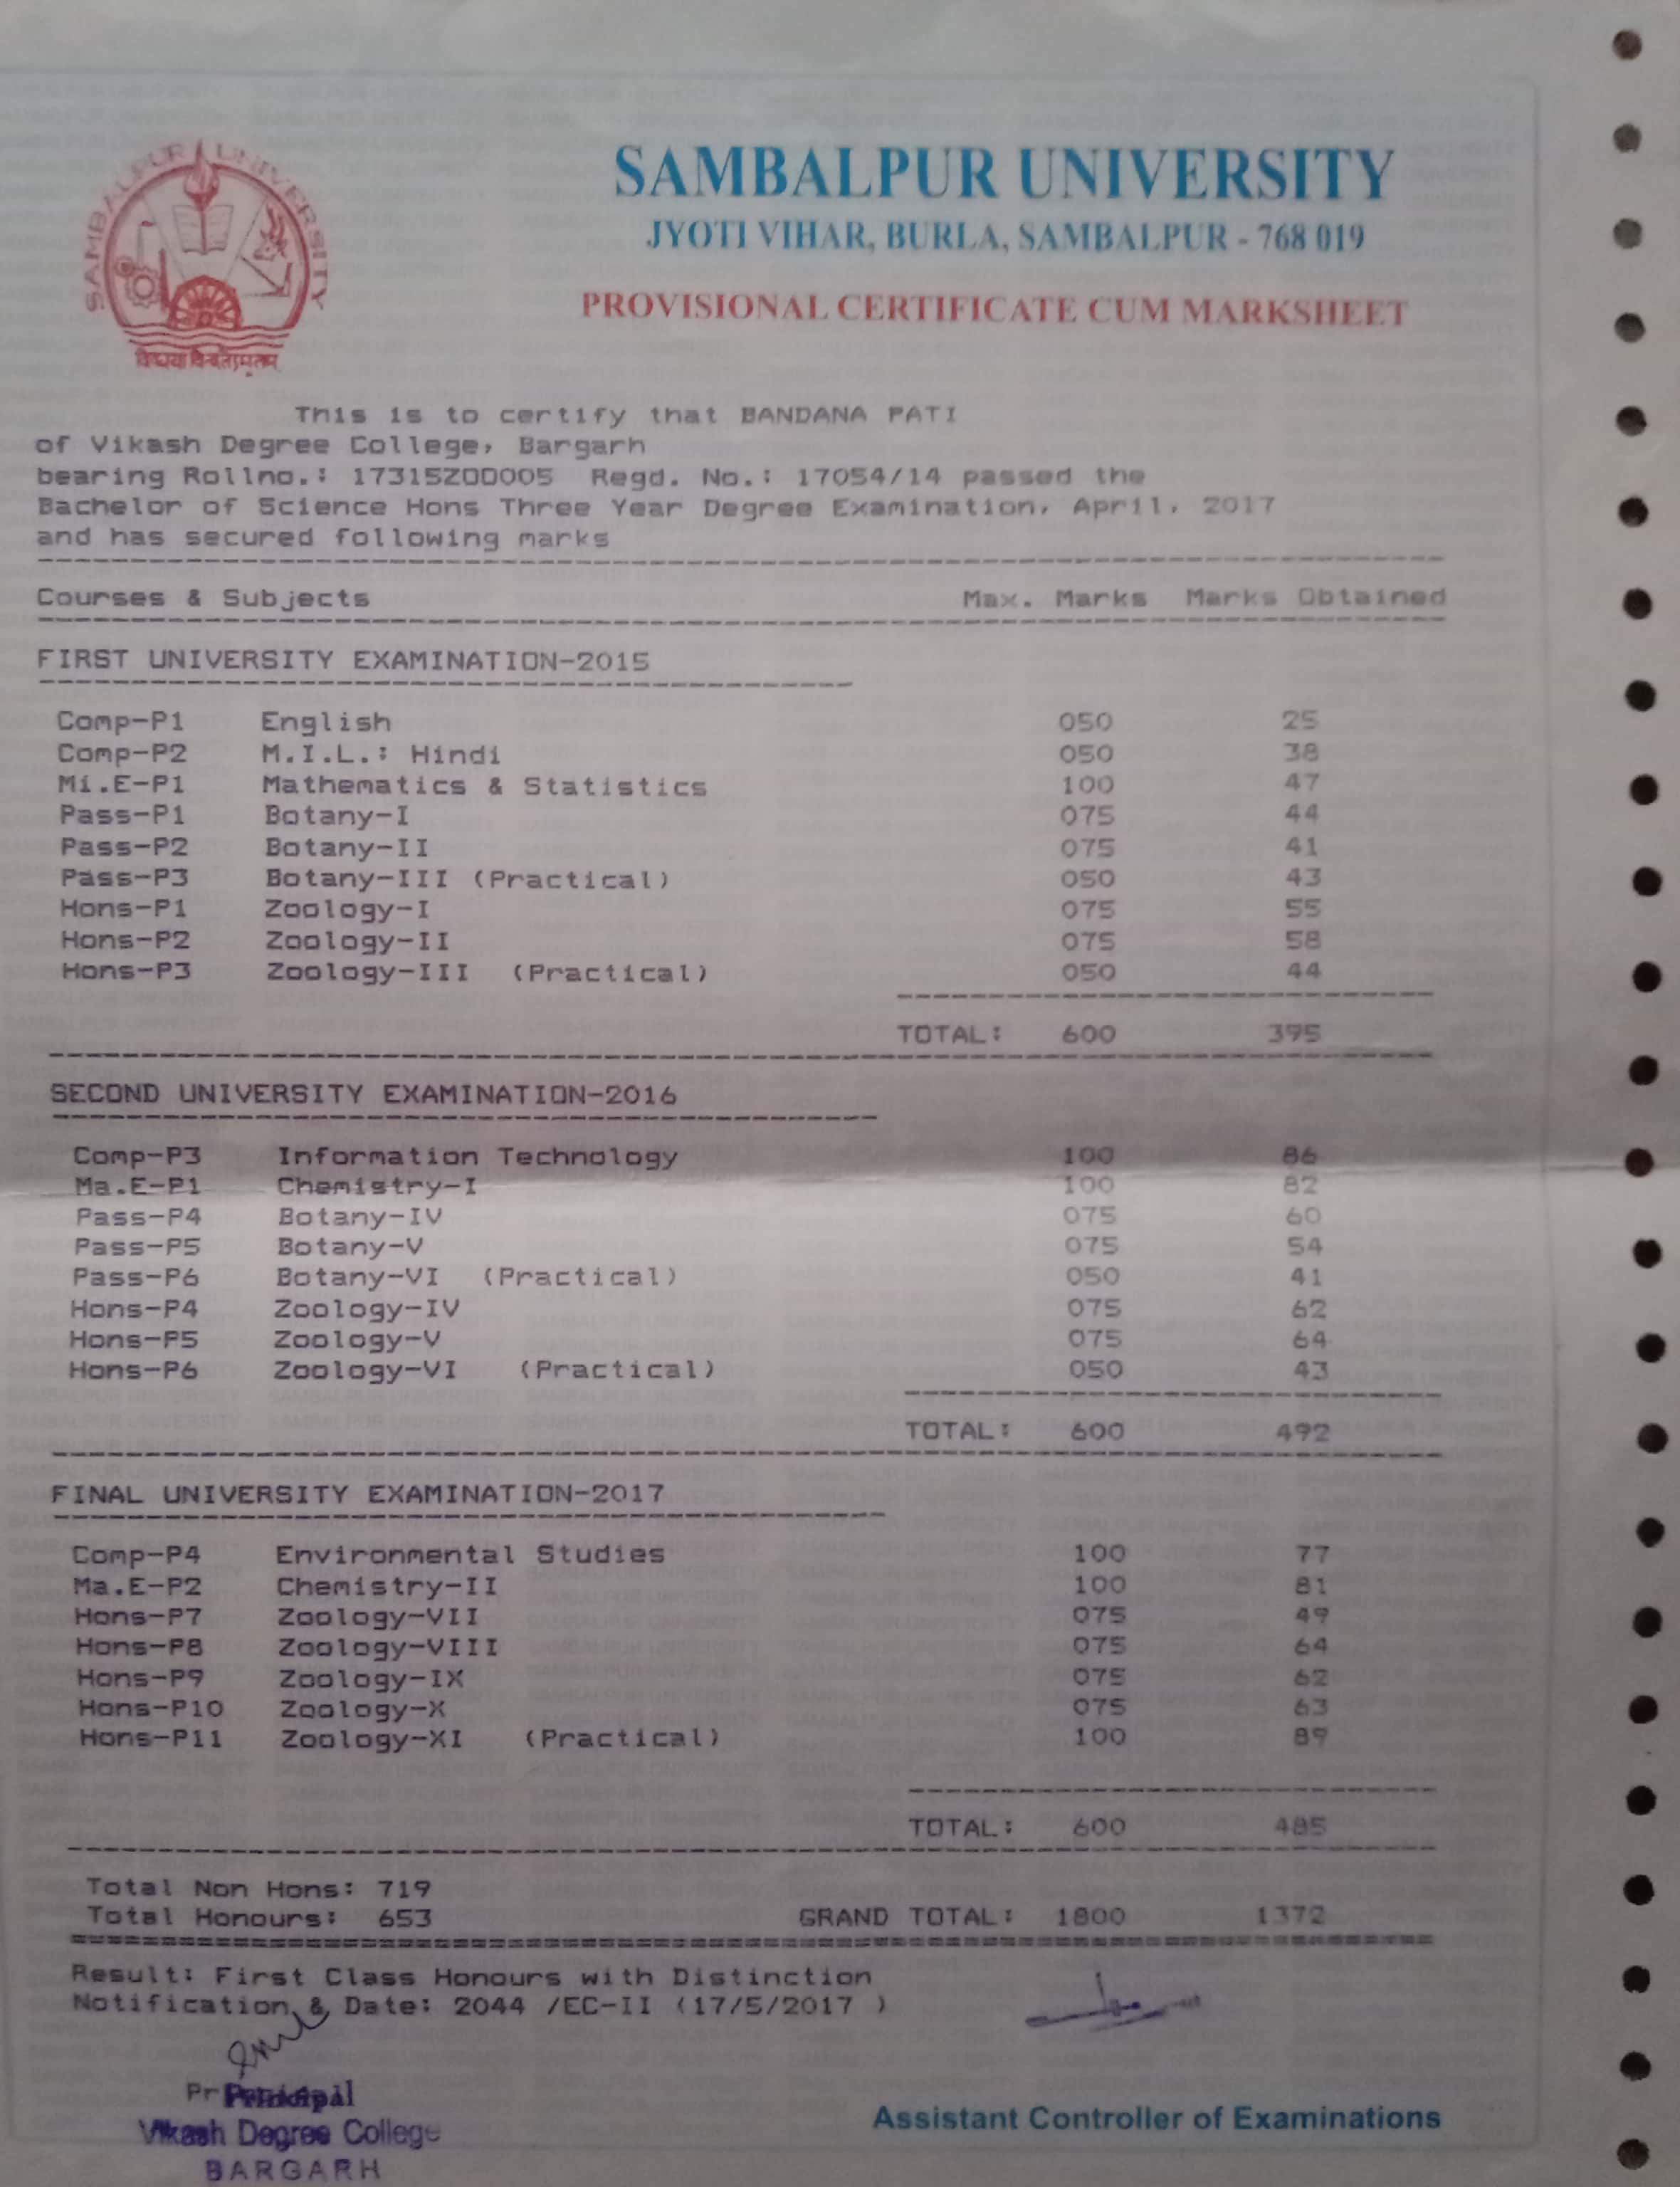 SAMBALPUR UNIVERSITY
SAMBALPUR UNIVERSITY
JYOTI VIHAR, BURLA, SAMBALPUR - 768 019
PROVISIONAL CERTIFICATE CUM MARKSHEET
This is to certify that BANDANA PATI
of Vikash Degree College, Bargarh
bearing Rollno.: 17315Z00005 Regd. No.: 17054/14 passed the
Bachelor of Science Hons Three Year Degree Examination, April, 2017
and has secured following marks
Courses & Subjects Max. Marks Marks Obtained
FIRST UNIVERSITY EXAMINATION-2015
Comp-P1 English 050 25
Comp-P2 M.I.L.: Hindi 050 38
Mi.E-P1 Mathematics & Statistics 100 47
Pass-P1 Botany-I 075 44
Pass-P2 Botany-II 075 41
Pass-P3 Botany-III (Practical) 050 43
Hons-P1 Zoology-I 075 55
Hons-P2 Zoology-II 075 58
Hons-P3 Zoology-III (Practical) 050 44
TOTAL: 600 395
SECOND UNIVERSITY EXAMINATION-2016
Comp-P3 Information Technology 100 86
Ma.E-P1 Chemistry-I 100 82
Pass-P4 Botany-IV 075 60
Pass-P5 Botany-V 075 54
Pass-P6 Botany-VI (Practical) 050 41
Hons-P4 Zoology-IV 075 62
Hons-P5 Zoology-V 075 64
Hons-P6 Zoology-VI (Practical) 050 43
TOTAL: 600 492
FINAL UNIVERSITY EXAMINATION-2017
Comp-P4 Environmental Studies 100 77
Ma.E-P2 Chemistry-II 100 81
Hons-P7 Zoology-VII 075 49
Hons-P8 Zoology-VIII 075 64
Hons-P9 Zoology-IX 075 62
Hons-P10 Zoology-X 075 63
Hons-P11 Zoology-XI (Practical) 100 89
TOTAL: 600 485
Total Non Hons: 719
Total Honours: 653 GRAND TOTAL: 1800 1372
Result: First Class Honours with Distinction
Notification & Date: 2044 /EC-II (17/5/2017 )
Principal
Vikash Degree College
BARGARH
Assistant Controller of Examinations